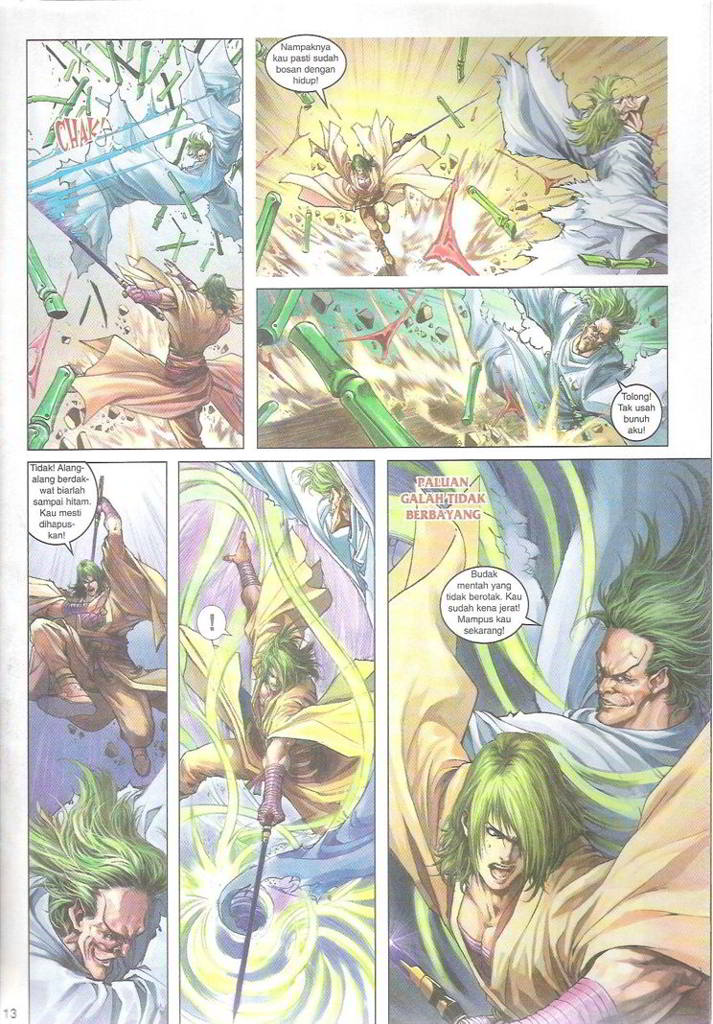 CHAK
Nampaknya
kau pasti sudah
bosan dengan
hidup!
Tolong!
Tak usah
bunuh
aku!
Tidak! Alang-
alang berdak-
wat biarlah
sampai hitam.
Kau mesti
dihapus-
kan!
!
PALUAN
GALAH TIDAK
BERBAYANG
Budak
mentah yang
tidak berotak. Kau
sudah kena jerat!
Mampus kau
sekarang!
13